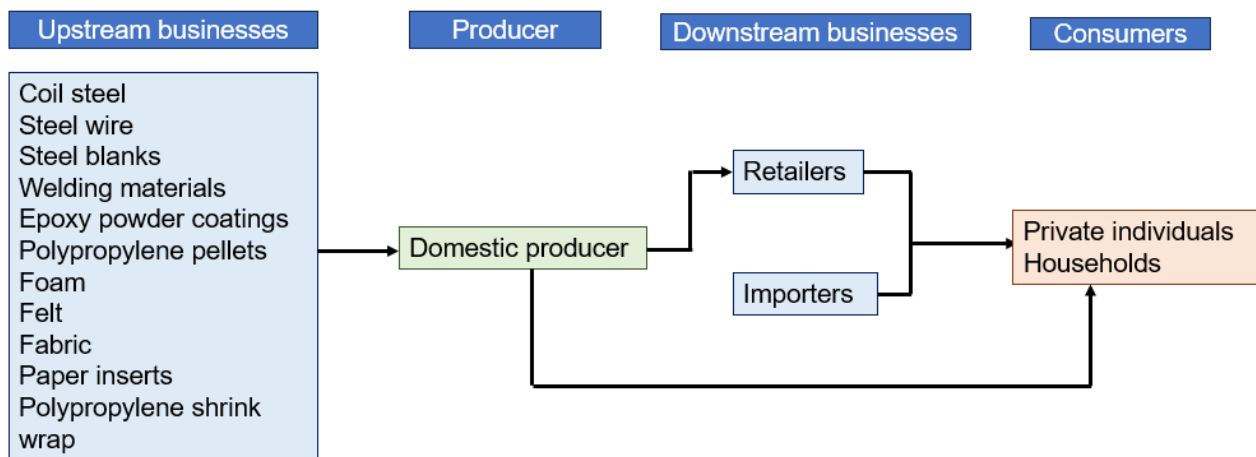 Upstream businesses
Producer
Downstream businesses
Consumers
Coil steel
Steel wire
Steel blanks
Welding materials
Epoxy powder coatings
Polypropylene pellets
Foam
Felt
Fabric
Paper inserts
Polypropylene shrink
wrap
Domestic producer
Retailers
Importers
Private individuals
Households